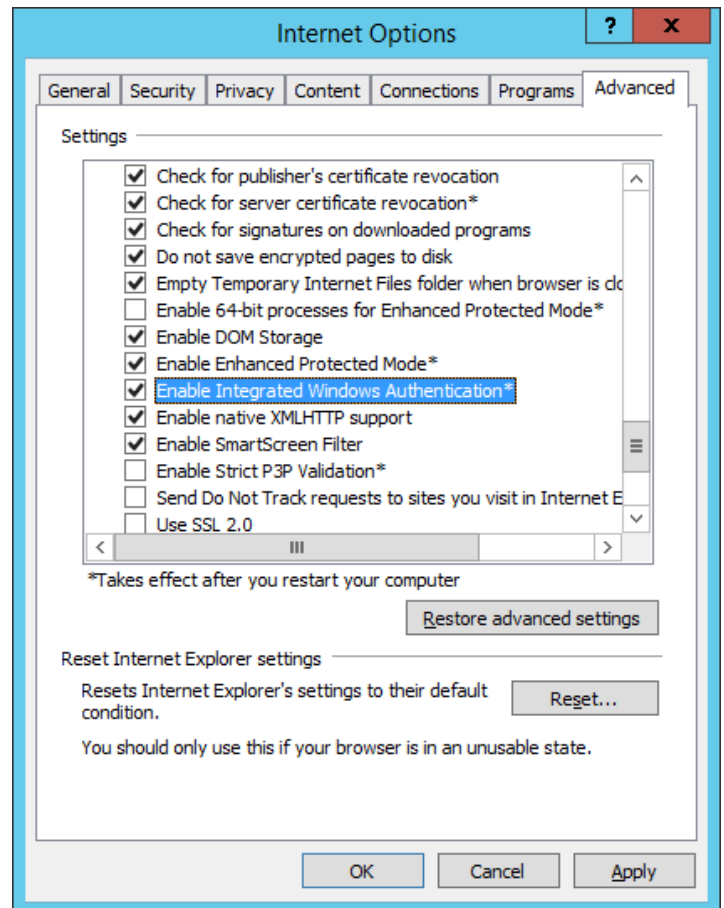 Internet Options
? x
General Security Privacy Content Connections Programs Advanced
Settings
Check for publisher's certificate revocation
Check for server certificate revocation*
Check for signatures on downloaded programs
Do not save encrypted pages to disk
Empty Temporary Internet Files folder when browser is clo
Enable 64-bit processes for Enhanced Protected Mode*
Enable DOM Storage
Enable Enhanced Protected Mode*
Enable Integrated Windows Authentication*
Enable native XMLHTTP support
Enable SmartScreen Filter
Enable Strict P3P Validation*
Send Do Not Track requests to sites you visit in Internet E
Use SSL 2.0
*Takes effect after you restart your computer
Restore advanced settings
Reset Internet Explorer settings
Resets Internet Explorer's settings to their default
condition.
Reset...
You should only use this if your browser is in an unusable state.
OK Cancel Apply